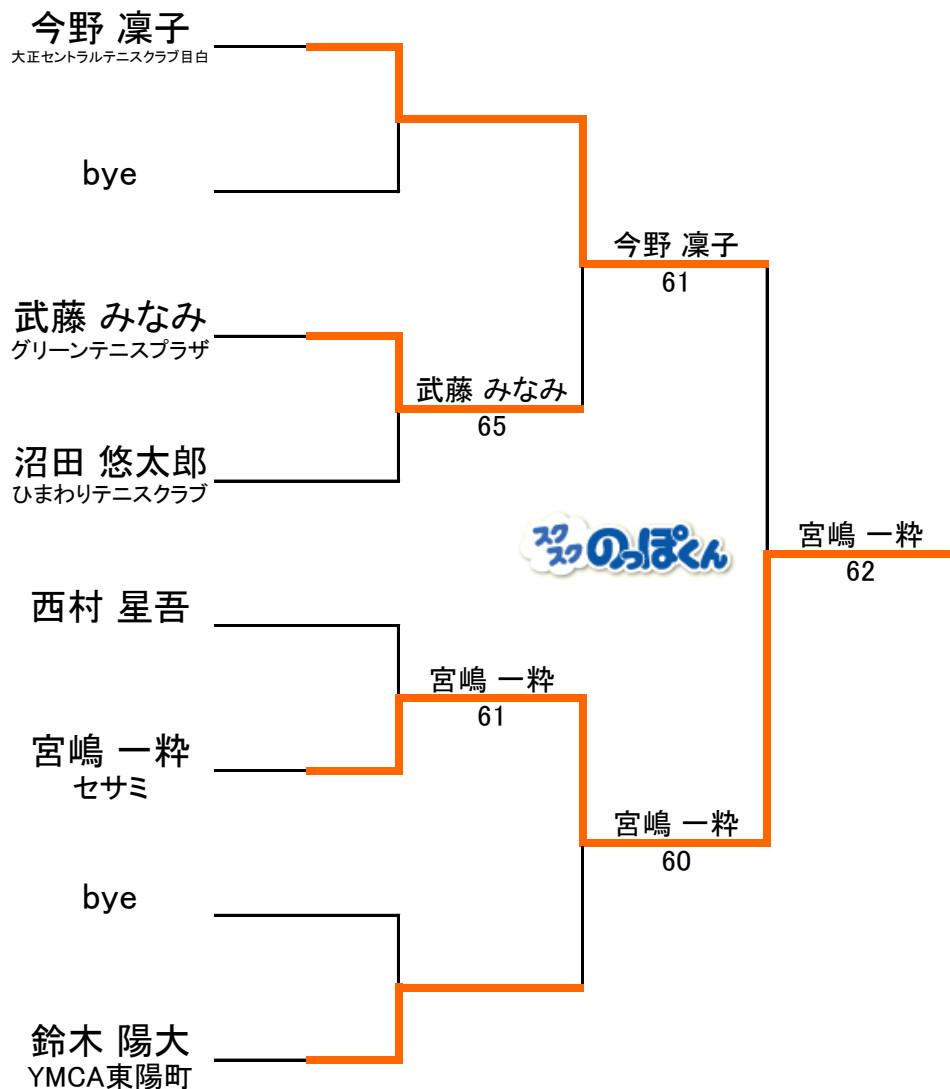 今野 凜子
大正セントラルテニスクラブ目白
bye
今野 凜子
61
武藤 みなみ
グリーンテニスプラザ
武藤 みなみ
65
沼田 悠太郎
ひまわりテニスクラブ
スク
スク のっぽくん
宮嶋 一粋
62
西村 星吾
宮嶋 一粋
61
宮嶋 一粋
セサミ
宮嶋 一粋
60
bye
鈴木 陽大
YMCA東陽町